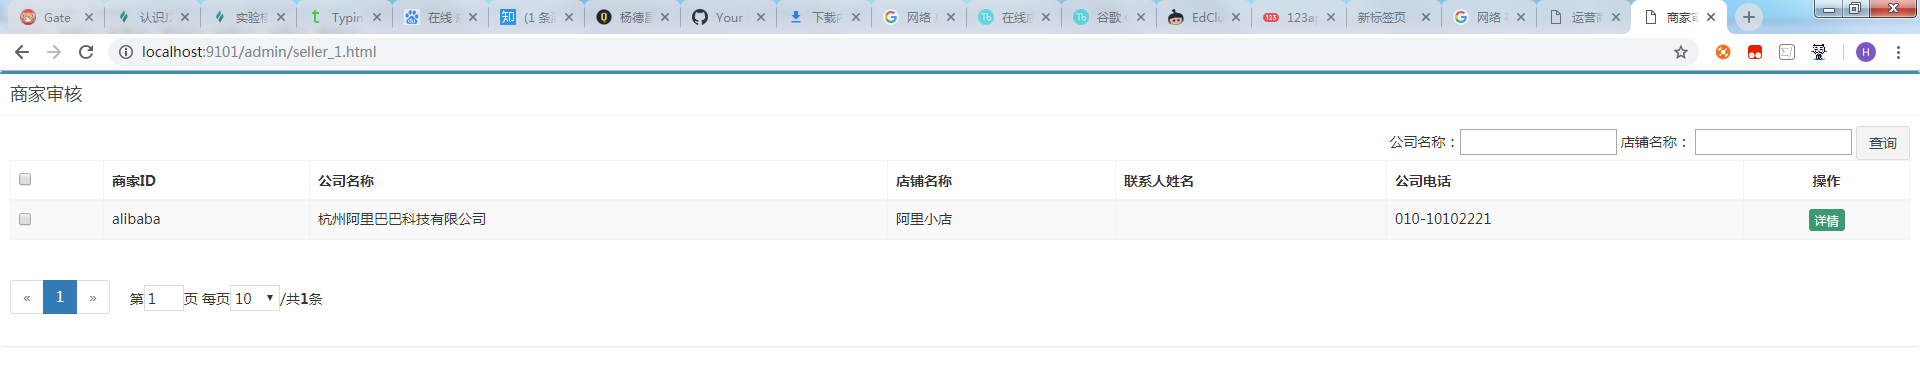 Gate
认识
实验
Typin
在线
知 (1 条
杨德昌
Your
下载
网络
Tb 在线
Tb 谷歌
EdClu
123 123a
新标签页
网络
运营
商家审
localhost:9101/admin/seller_1.html
H
商家审核
公司名称： 店铺名称： 查询
商家ID 公司名称 店铺名称 联系人姓名 公司电话 操作
alibaba 杭州阿里巴巴科技有限公司 阿里小店 010-10102221 详情
« 1 » 第 1 页 每页 10 /共1条